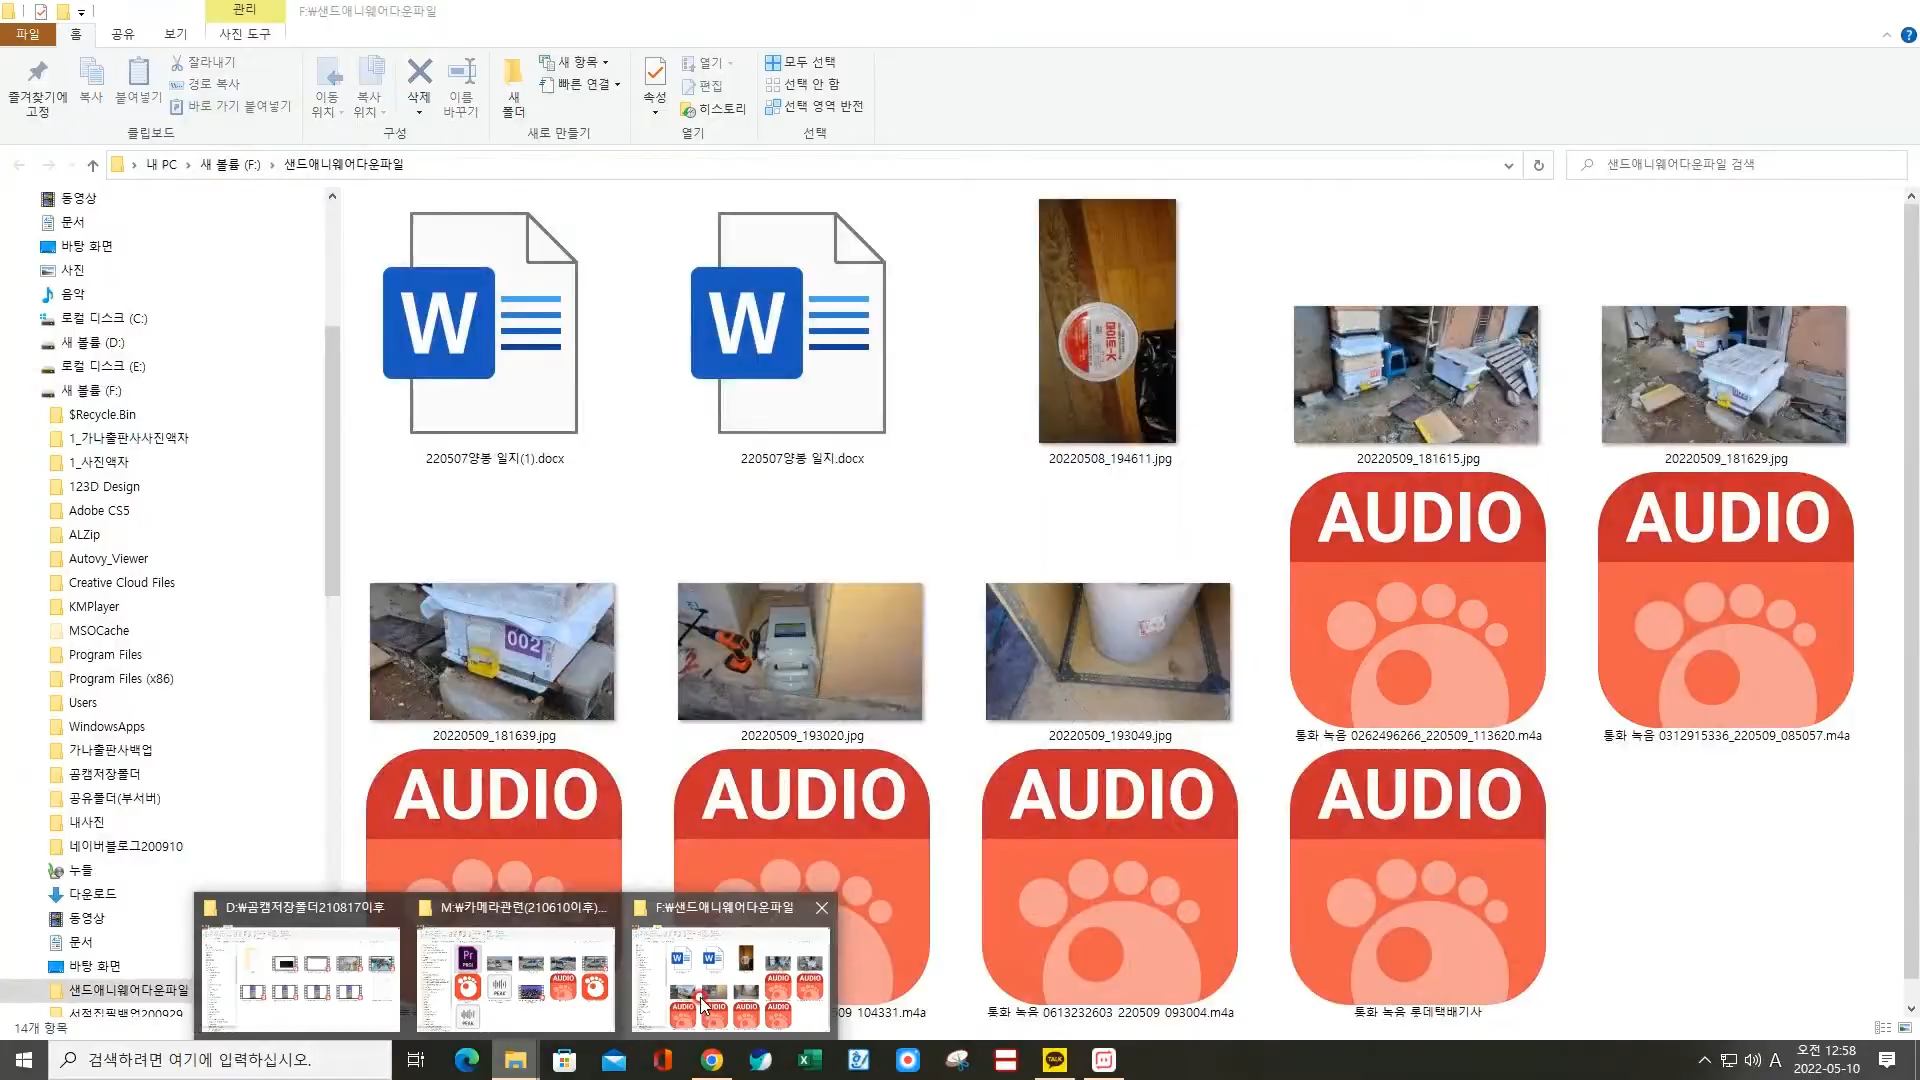 관리
F:₩샌드애니웨어다운파일
파일
홈
공유
보기
사진 도구
즐겨찾기에
고정
복사
붙여넣기
잘라내기
경로 복사
바로 가기 붙여넣기
클립보드
이동
위치
복사
위치
삭제
이름
바꾸기
구성
새
폴더
새 항목
빠른 연결
새로 만들기
속성
열기
편집
히스토리
열기
모두 선택
선택 안 함
선택 영역 반전
선택
내 PC
새 볼륨 (F:)
샌드애니웨어다운파일
샌드애니웨어다운파일 검색
동영상
문서
바탕 화면
사진
음악
로컬 디스크 (C:)
새 볼륨 (D:)
로컬 디스크 (E:)
새 볼륨 (F:)
$Recycle.Bin
1_가나출판사사진액자
1_사진액자
123D Design
Adobe CS5
ALZip
Autovy_Viewer
Creative Cloud Files
KMPlayer
MSOCache
Program Files
Program Files (x86)
Users
WindowsApps
가나출판사백업
곰캠저장폴더
공유폴더(부서버)
내사진
네이버블로그200910
누들
다운로드
동영상
문서
바탕 화면
샌드애니웨어다운파일
서정집필백업200929
14개 항목
W
W
220507양봉 일지(1).docx
220507양봉 일지.docx
20220508_194611.jpg
20220509_181615.jpg
20220509_181629.jpg
002
AUDIO
AUDIO
20220509_181639.jpg
20220509_193020.jpg
20220509_193049.jpg
통화 녹음 0262496266_220509_113620.m4a
통화 녹음 0312915336_220509_085057.m4a
AUDIO
AUDIO
AUDIO
AUDIO
D:₩곰캠저장폴더210817이후
M:₩카메라관련(210610이후)...
F:₩샌드애니웨어다운파일
09_104331.m4a
통화 녹음 0613232603_220509_093004.m4a
통화 녹음 롯데택배기사
검색하려면 여기에 입력하십시오.
TALK
A
오전 12:58
2022-05-10